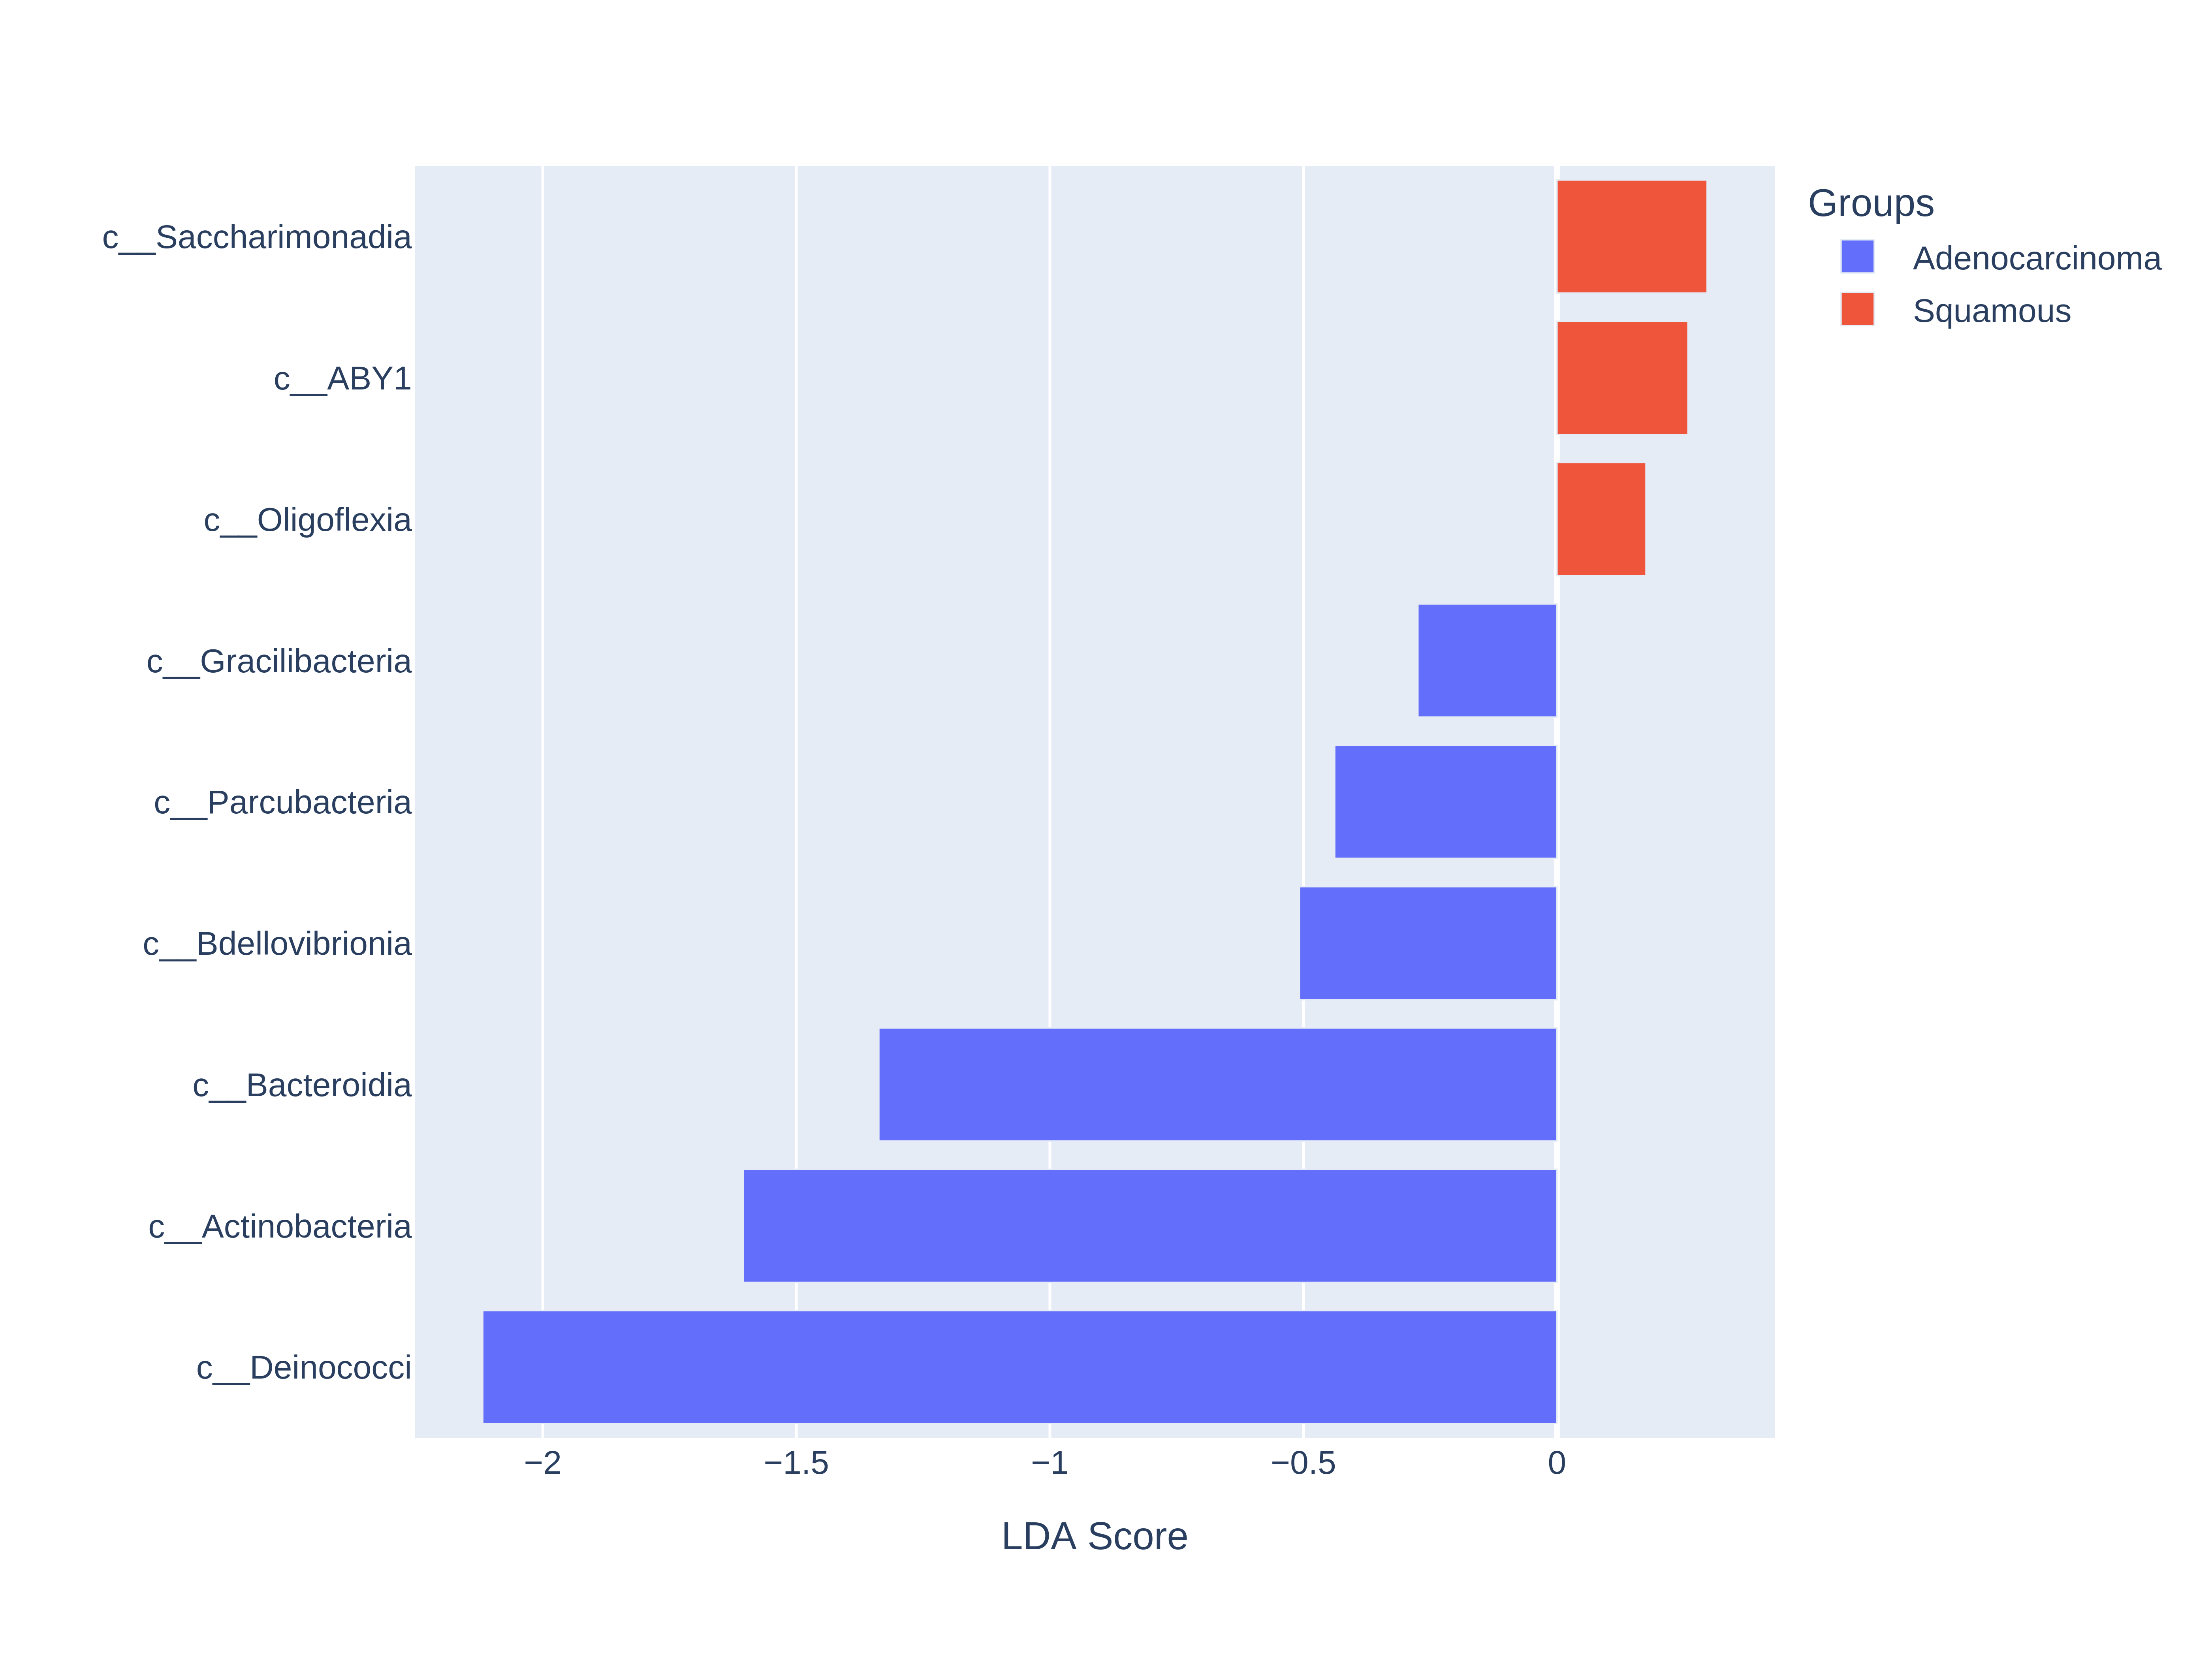 c__Saccharimonadia
c__ABY1
c__Oligoflexia
c__Gracilibacteria
c__Parcubacteria
c__Bdellovibrionia
c__Bacteroidia
c__Actinobacteria
c__Deinococci
−2
−1.5
−1
−0.5
0
LDA Score
Groups
Adenocarcinoma
Squamous